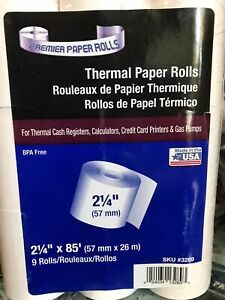 PREMIER PAPER ROLLS
Thermal Paper Rolls
Rouleaux de Papier Thermique
Rollos de Papel Térmico
For Thermal Cash Registers, Calculators, Credit Card Printers & Gas Pumps
BPA Free
Made in the
USA
2¼"
(57 mm)
2¼" x 85' (57 mm x 26 m)
9 Rolls/Rouleaux/Rollos
SKU #3269